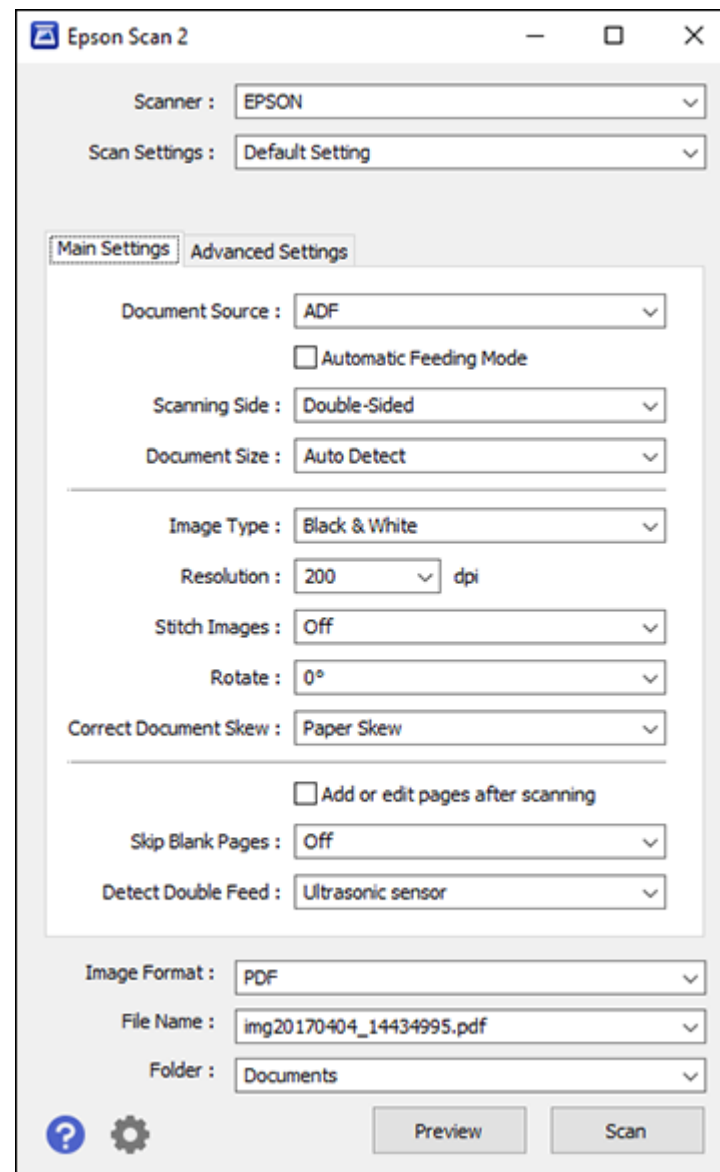 Epson Scan 2
Scanner : EPSON
Scan Settings : Default Setting
Main Settings Advanced Settings
Document Source : ADF
Automatic Feeding Mode
Scanning Side : Double-Sided
Document Size : Auto Detect
Image Type : Black & White
Resolution : 200 dpi
Stitch Images : Off
Rotate : 0°
Correct Document Skew : Paper Skew
Add or edit pages after scanning
Skip Blank Pages : Off
Detect Double Feed : Ultrasonic sensor
Image Format : PDF
File Name : img20170404_14434995.pdf
Folder : Documents
? Preview Scan